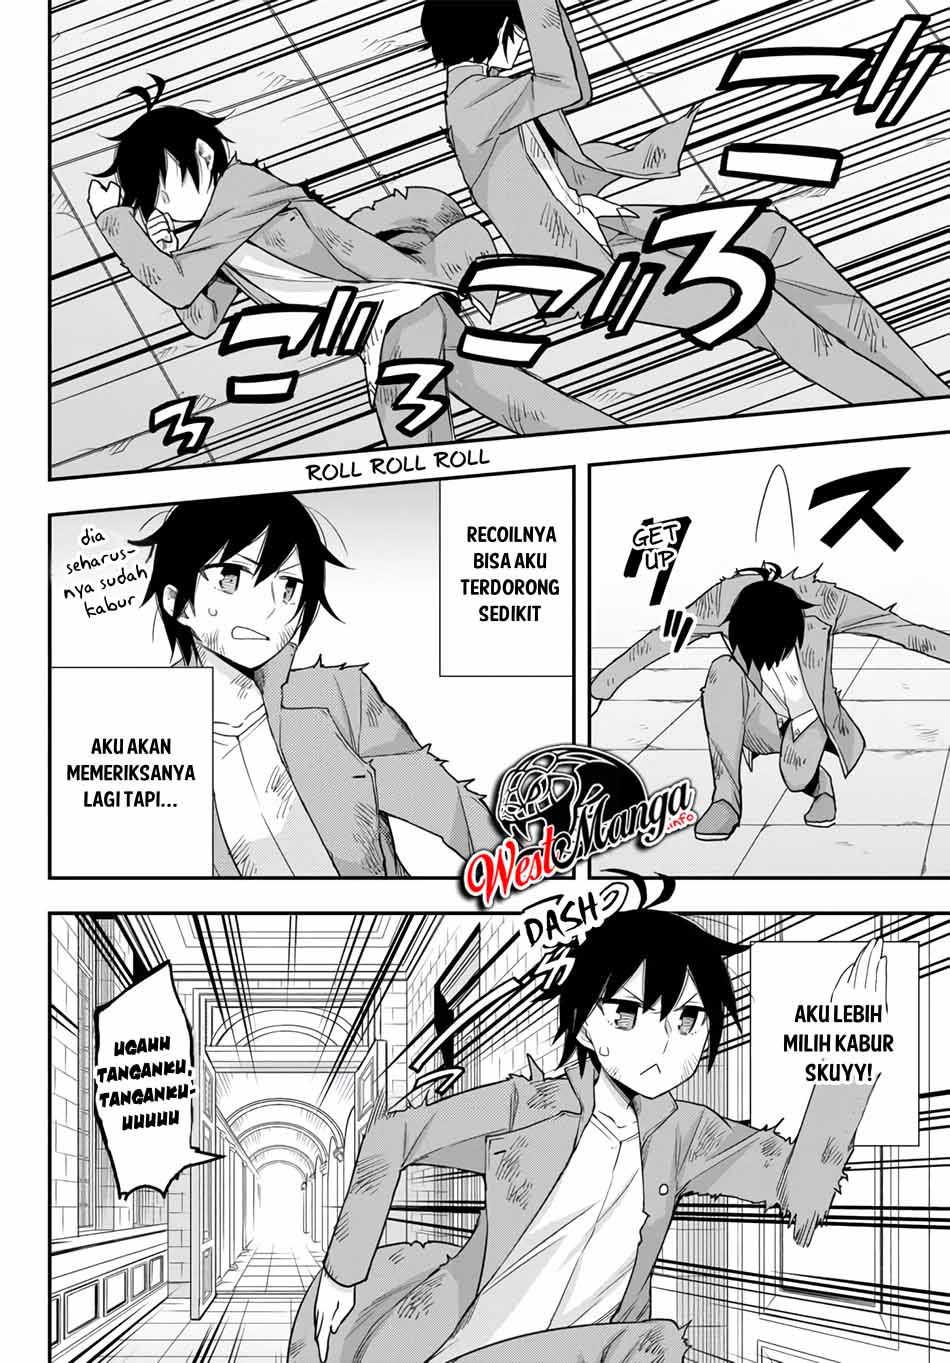 ゴ
ロ
ゴロゴロ
ROLL ROLL ROLL
スクッ
GET
UP
RECOILNYA
BISA AKU
TERDORONG
SEDIKIT
dia
seharus-
nya sudah
kabur
AKU AKAN
MEMERIKSANYA
LAGI TAPI...
WestManga
.info
DASH
AKU LEBIH
MILIH KABUR
SKUYY!
UGAHH
TANGANKU,
TANGANKU-
UUUUU